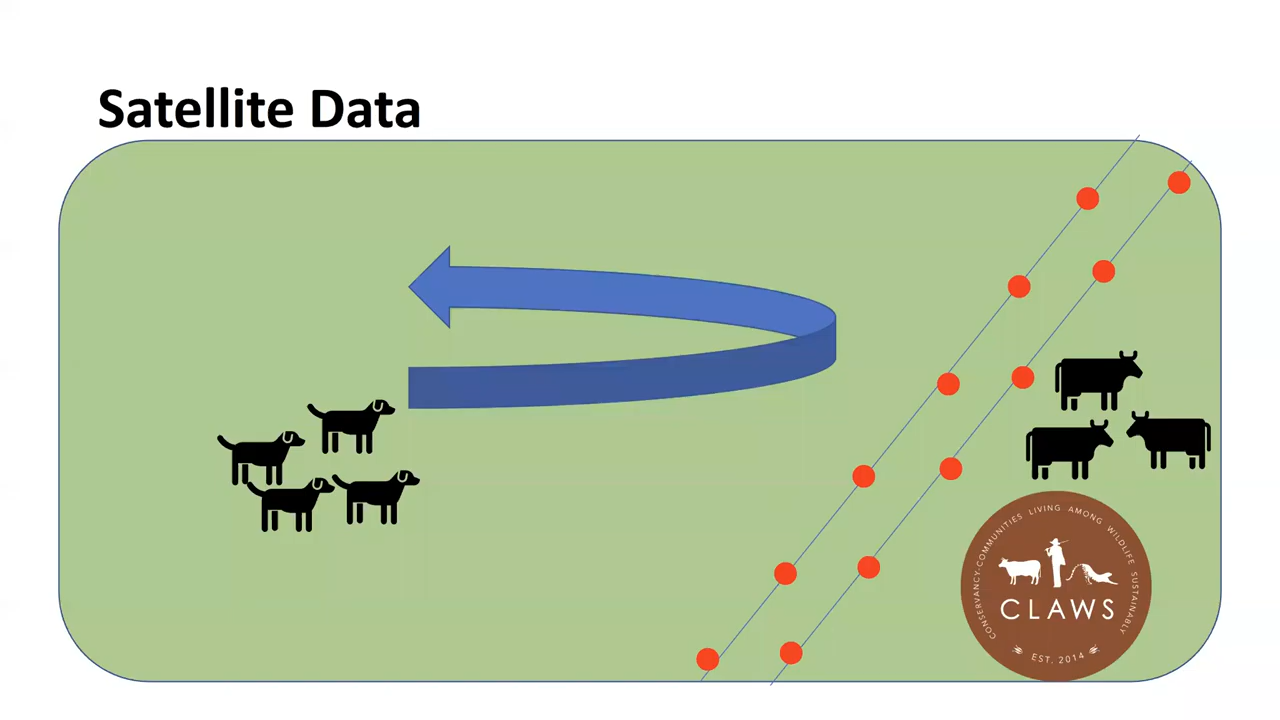 Satellite Data
CONSERVANCY-COMMUNITIES LIVING AMONG WILDLIFE SUSTAINABLY
CLAWS
EST. 2014